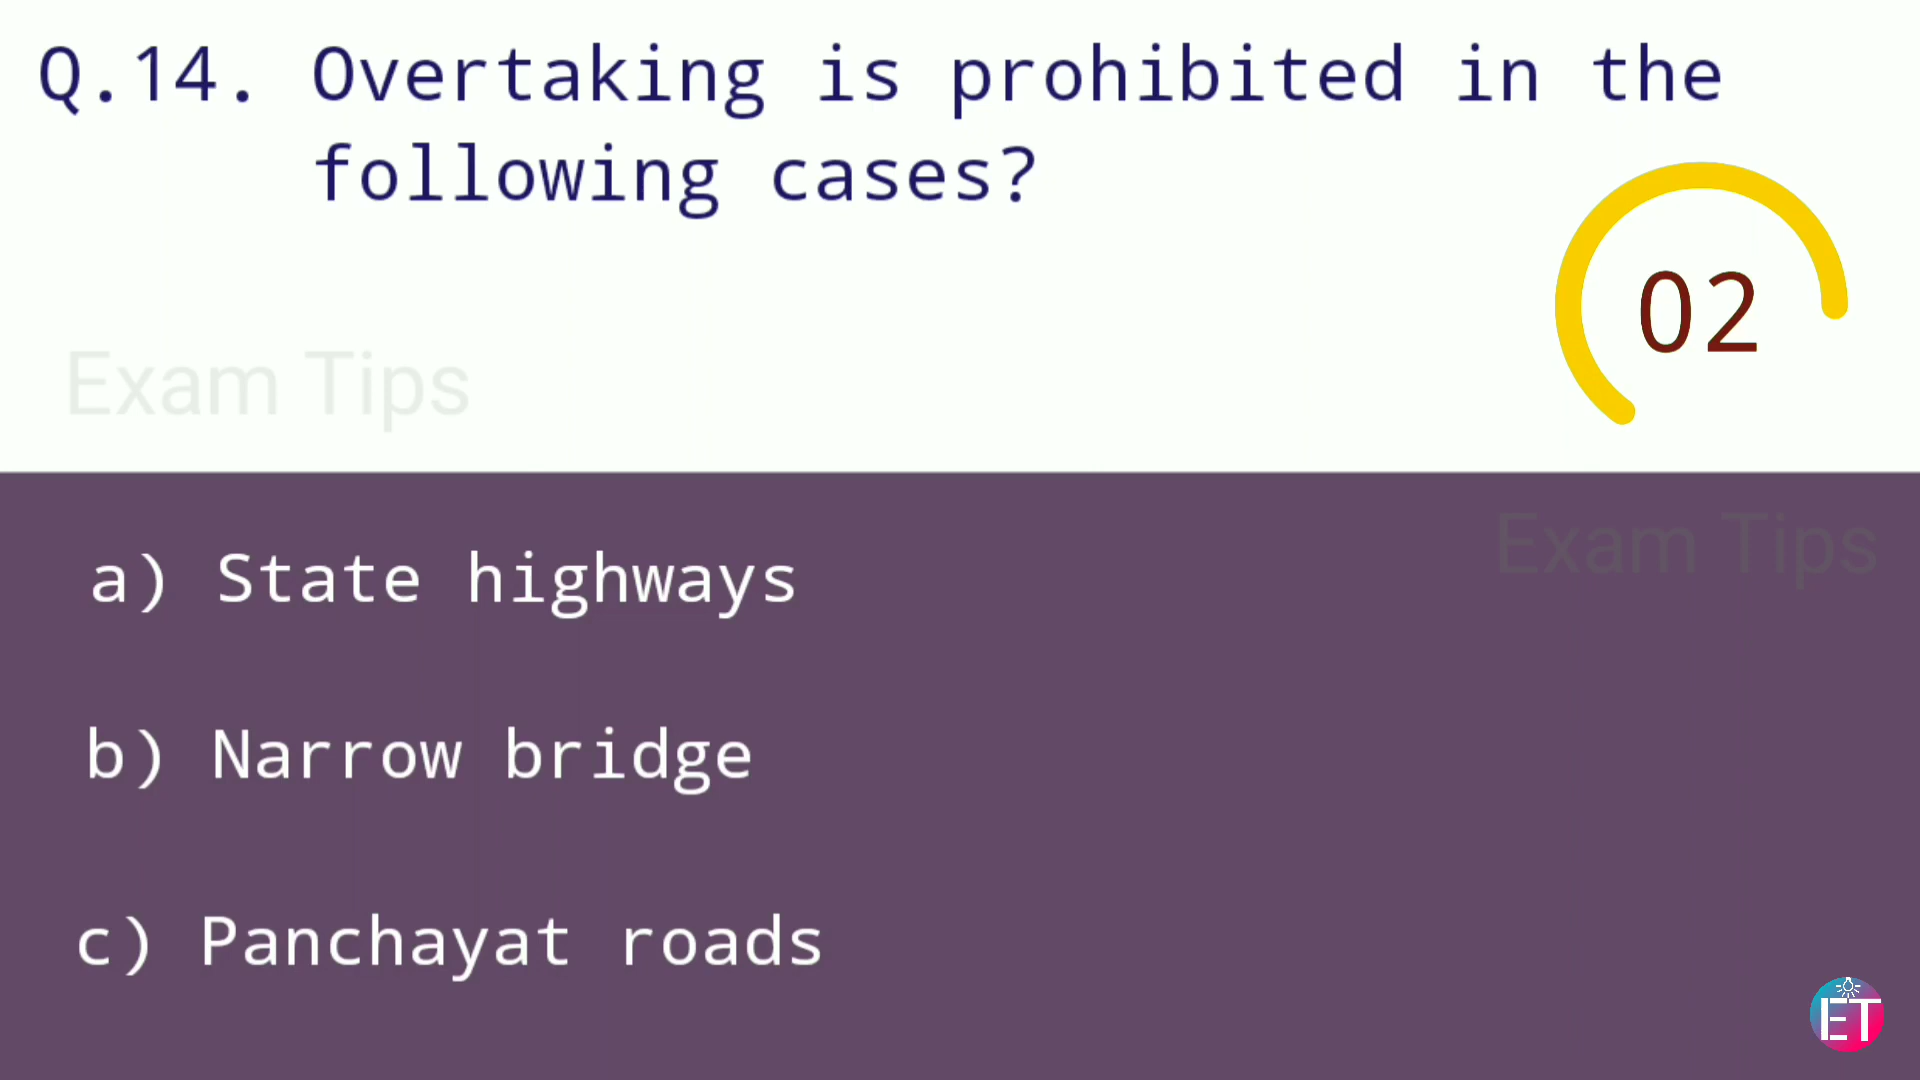 Q.14. Overtaking is prohibited in the
following cases?
02
Exam Tips
Exam Tips
a) State highways
b) Narrow bridge
c) Panchayat roads
ET